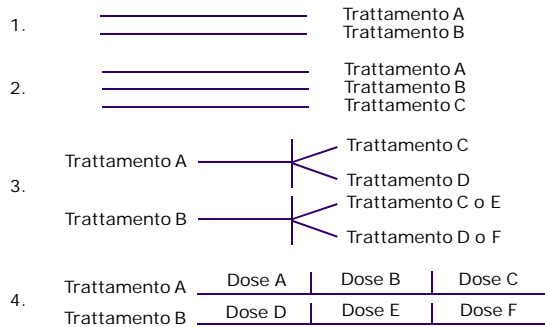 1.
Trattamento A
Trattamento B
2.
Trattamento A
Trattamento B
Trattamento C
3.
Trattamento A
Trattamento C
Trattamento D
Trattamento B
Trattamento C o E
Trattamento D o F
4.
Trattamento A Dose A Dose B Dose C
Trattamento B Dose D Dose E Dose F